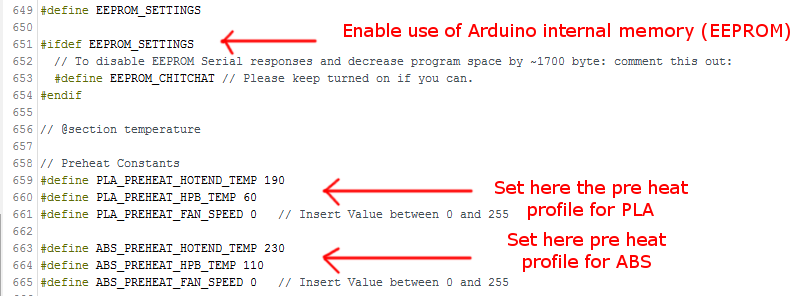 649 #define EEPROM_SETTINGS
650
651 #ifdef EEPROM_SETTINGS
Enable use of Arduino internal memory (EEPROM)
652 // To disable EEPROM Serial responses and decrease program space by ~1700 byte: comment this out:
653 #define EEPROM_CHITCHAT // Please keep turned on if you can.
654 #endif
655
656 // @section temperature
657
658 // Preheat Constants
659 #define PLA_PREHEAT_HOTEND_TEMP 190
660 #define PLA_PREHEAT_HPB_TEMP 60
661 #define PLA_PREHEAT_FAN_SPEED 0 // Insert Value between 0 and 255
Set here the pre heat
profile for PLA
662
663 #define ABS_PREHEAT_HOTEND_TEMP 230
664 #define ABS_PREHEAT_HPB_TEMP 110
665 #define ABS_PREHEAT_FAN_SPEED 0 // Insert Value between 0 and 255
Set here pre heat
profile for ABS